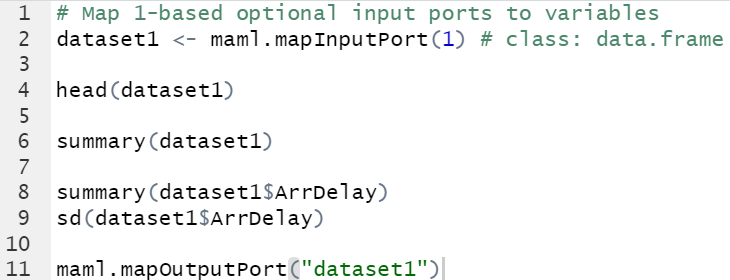 1 # Map 1-based optional input ports to variables
2 dataset1 <- maml.mapInputPort(1) # class: data.frame
3
4 head(dataset1)
5
6 summary(dataset1)
7
8 summary(dataset1$ArrDelay)
9 sd(dataset1$ArrDelay)
10
11 maml.mapOutputPort("dataset1")